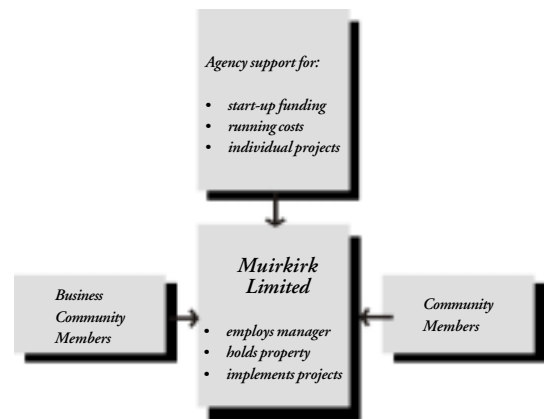 Agency support for:
• start-up funding
• running costs
• individual projects
Muirkirk
Limited
• employs manager
• holds property
• implements projects
Business
Community
Members
Community
Members